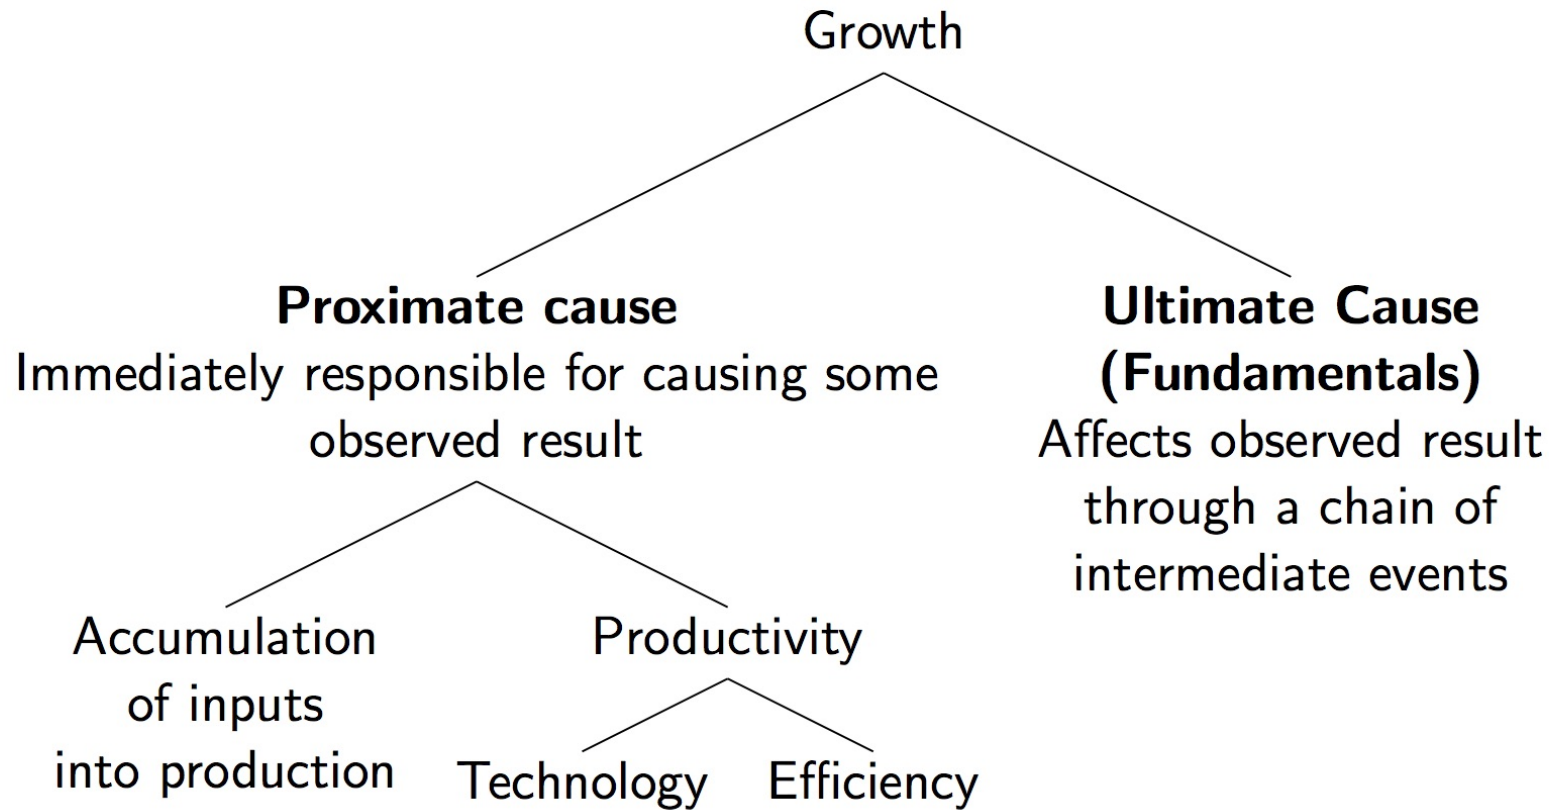 Growth
Proximate cause
Immediately responsible for causing some
observed result
Ultimate Cause
(Fundamentals)
Affects observed result
through a chain of
intermediate events
Accumulation
of inputs
into production
Productivity
Technology
Efficiency